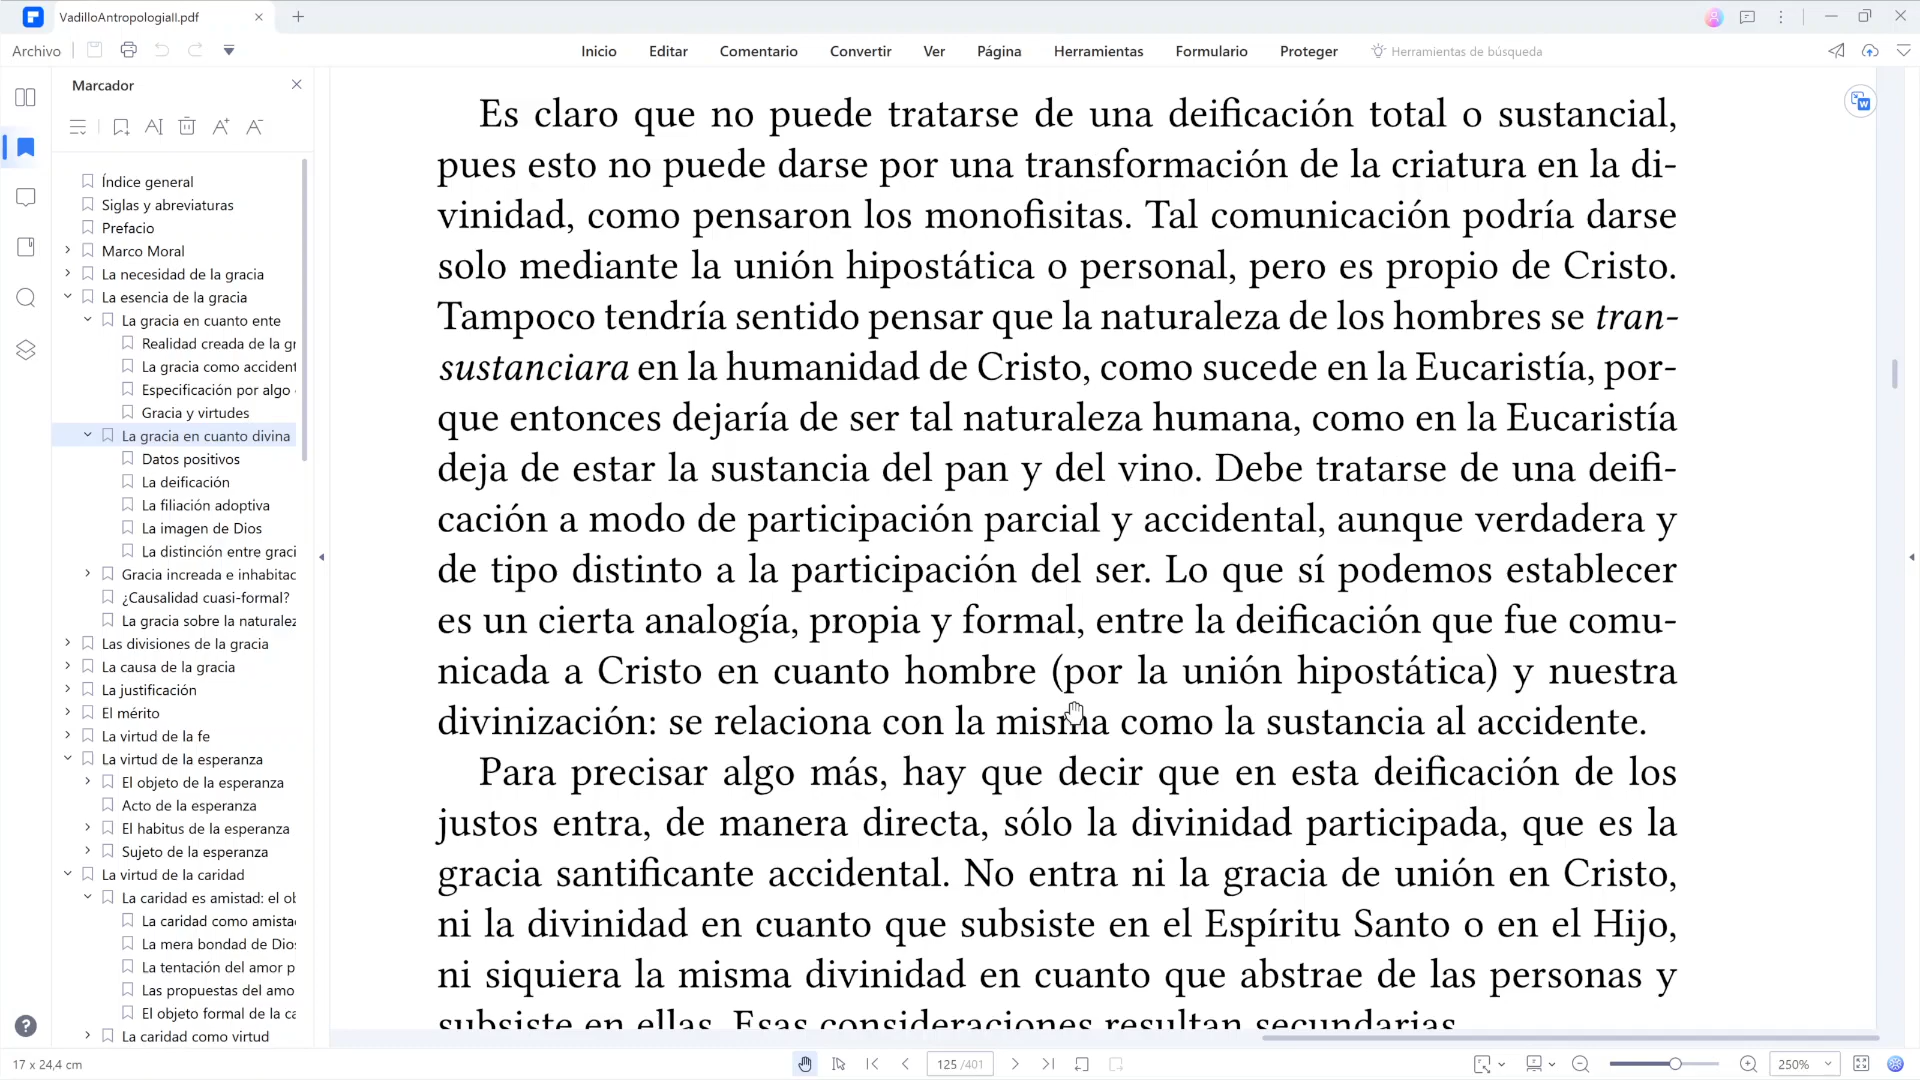 VadilloAntropologiaII.pdf
Archivo
Inicio
Editar
Comentario
Convertir
Ver
Página
Herramientas
Formulario
Proteger
Herramientas de búsqueda
Marcador
Índice general
Siglas y abreviaturas
Prefacio
Marco Moral
La necesidad de la gracia
La esencia de la gracia
La gracia en cuanto ente
Realidad creada de la gr
La gracia como accident
Especificación por algo
Gracia y virtudes
La gracia en cuanto divina
Datos positivos
La deificación
La filiación adoptiva
La imagen de Dios
La distinción entre graci
Gracia increada e inhabitac
¿Causalidad cuasi-formal?
La gracia sobre la naturalez
Las divisiones de la gracia
La causa de la gracia
La justificación
El mérito
La virtud de la fe
La virtud de la esperanza
El objeto de la esperanza
Acto de la esperanza
El habitus de la esperanza
Sujeto de la esperanza
La virtud de la caridad
La caridad es amistad: el ob
La caridad como amista
La mera bondad de Dio
La tentación del amor p
Las propuestas del amo
El objeto formal de la ca
La caridad como virtud
Es claro que no puede tratarse de una deificación total o sustancial,
pues esto no puede darse por una transformación de la criatura en la di-
vinidad, como pensaron los monofisitas. Tal comunicación podría darse
solo mediante la unión hipostática o personal, pero es propio de Cristo.
Tampoco tendría sentido pensar que la naturaleza de los hombres se tran-
sustanciara en la humanidad de Cristo, como sucede en la Eucaristía, por-
que entonces dejaría de ser tal naturaleza humana, como en la Eucaristía
deja de estar la sustancia del pan y del vino. Debe tratarse de una deifi-
cación a modo de participación parcial y accidental, aunque verdadera y
de tipo distinto a la participación del ser. Lo que sí podemos establecer
es un cierta analogía, propia y formal, entre la deificación que fue comu-
nicada a Cristo en cuanto hombre (por la unión hipostática) y nuestra
divinización: se relaciona con la misma como la sustancia al accidente.
Para precisar algo más, hay que decir que en esta deificación de los
justos entra, de manera directa, sólo la divinidad participada, que es la
gracia santificante accidental. No entra ni la gracia de unión en Cristo,
ni la divinidad en cuanto que subsiste en el Espíritu Santo o en el Hijo,
ni siquiera la misma divinidad en cuanto que abstrae de las personas y
subsiste en ellas. Esas consideraciones resultan secundarias.
17 x 24,4 cm
125 /401
250%